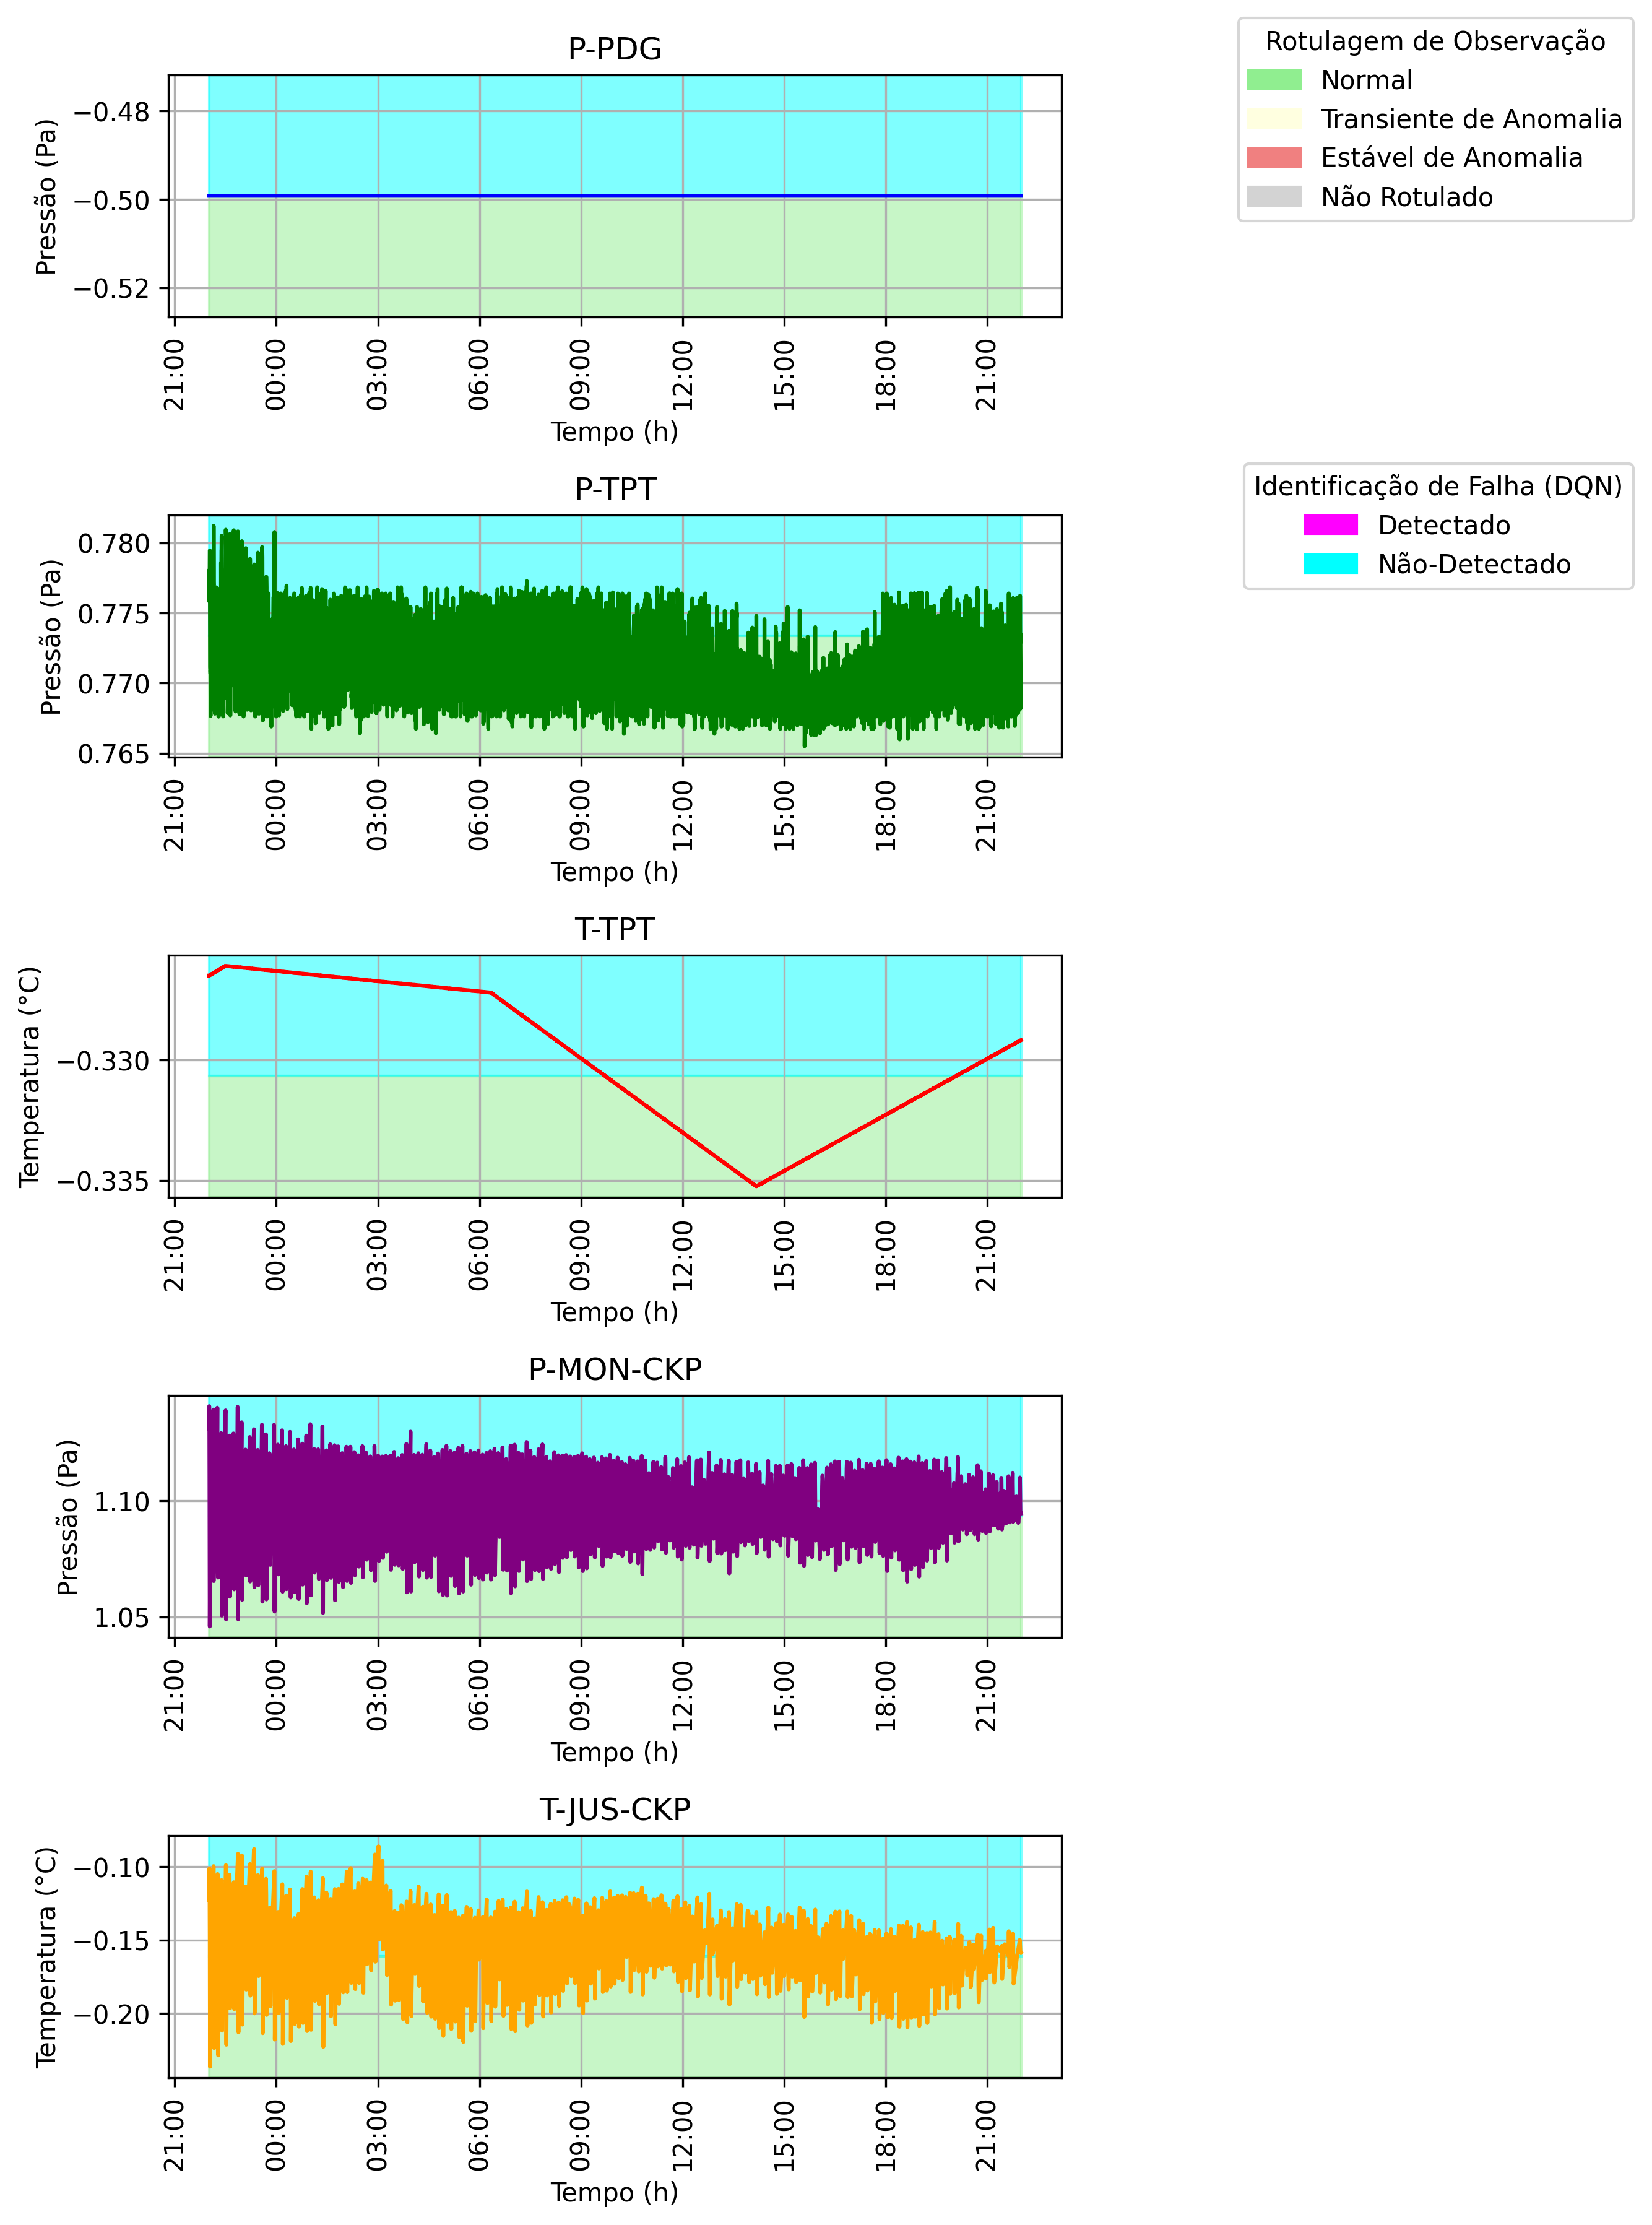 P-PDG
Pressão (Pa)
−0.48
−0.50
−0.52
21:00
00:00
03:00
06:00
09:00
12:00
15:00
18:00
21:00
Tempo (h)
Rotulagem de Observação
Normal
Transiente de Anomalia
Estável de Anomalia
Não Rotulado
P-TPT
Pressão (Pa)
0.780
0.775
0.770
0.765
21:00
00:00
03:00
06:00
09:00
12:00
15:00
18:00
21:00
Tempo (h)
Identificação de Falha (DQN)
Detectado
Não-Detectado
T-TPT
Temperatura (°C)
−0.330
−0.335
21:00
00:00
03:00
06:00
09:00
12:00
15:00
18:00
21:00
Tempo (h)
P-MON-CKP
Pressão (Pa)
1.10
1.05
21:00
00:00
03:00
06:00
09:00
12:00
15:00
18:00
21:00
Tempo (h)
T-JUS-CKP
Temperatura (°C)
−0.10
−0.15
−0.20
21:00
00:00
03:00
06:00
09:00
12:00
15:00
18:00
21:00
Tempo (h)